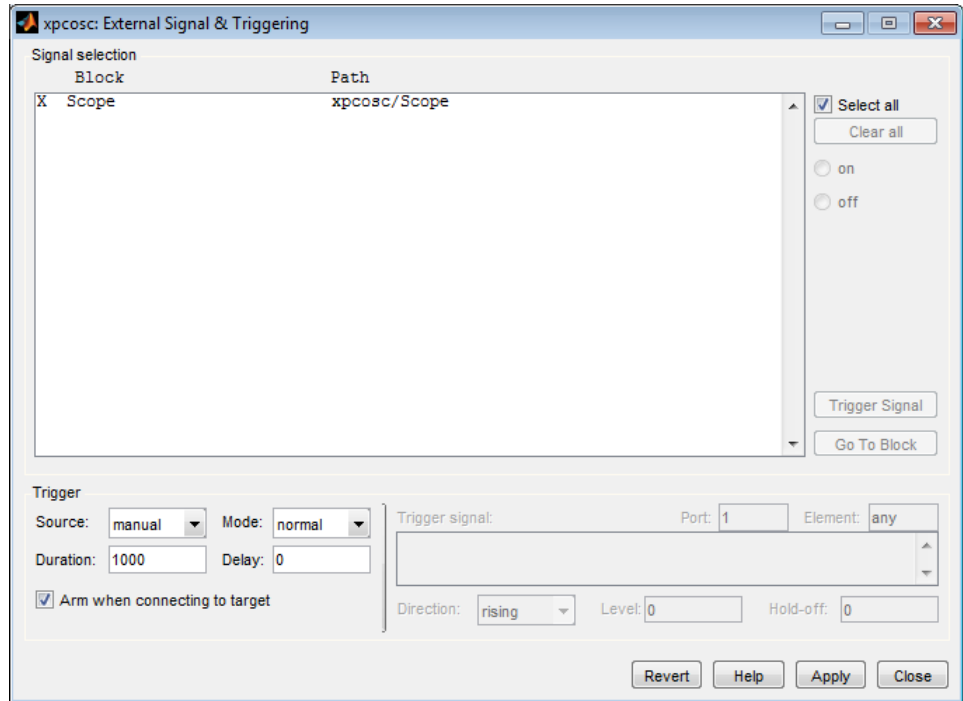 xpcosc: External Signal & Triggering
Signal selection
Block Path
X Scope xpcosc/Scope
Select all
Clear all
on
off
Trigger Signal
Go To Block
Trigger
Source: manual Mode: normal
Duration: 1000 Delay: 0
Arm when connecting to target
Trigger signal: Port: 1 Element: any
Direction: rising Level: 0 Hold-off: 0
Revert Help Apply Close